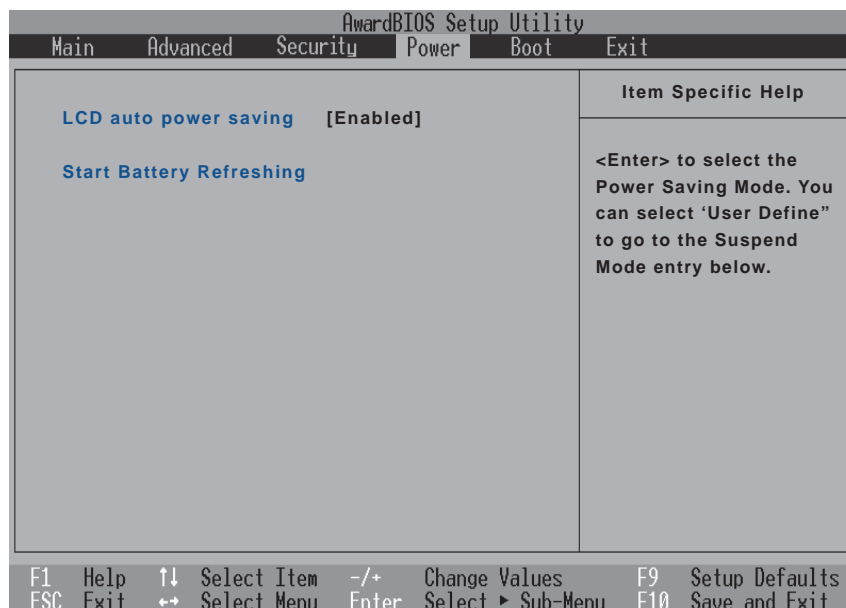 AwardBIOS Setup Utility
Main Advanced Security Power Boot Exit
LCD auto power saving [Enabled]
Start Battery Refreshing
Item Specific Help
<Enter> to select the
Power Saving Mode. You
can select ‘User Define”
to go to the Suspend
Mode entry below.
F1 Help ↑↓ Select Item -/+ Change Values F9 Setup Defaults
ESC Exit ←→ Select Menu Enter Select ► Sub-Menu F10 Save and Exit